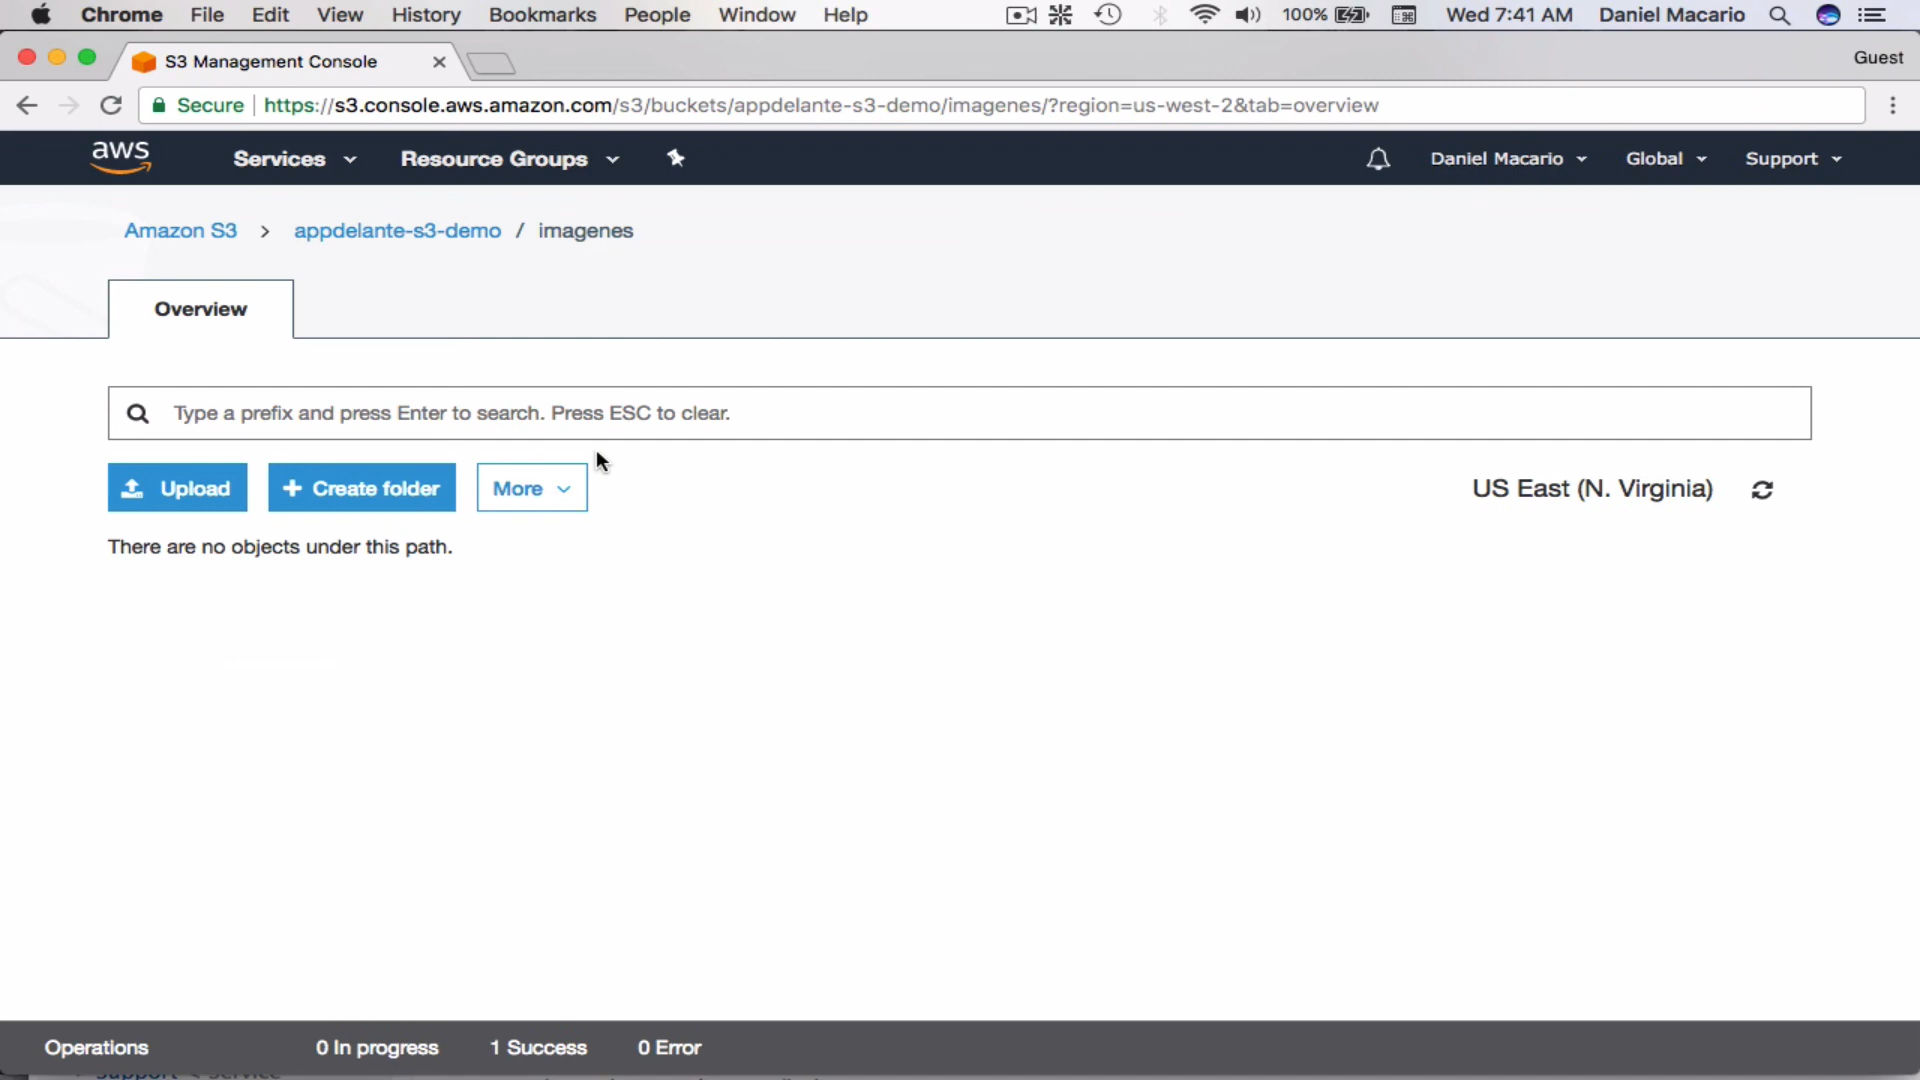 Chrome File Edit View History Bookmarks People Window Help 100% Wed 7:41 AM Daniel Macario
S3 Management Console Guest
Secure https://s3.console.aws.amazon.com/s3/buckets/appdelante-s3-demo/imagenes/?region=us-west-2&tab=overview
aws Services Resource Groups Daniel Macario Global Support
Amazon S3 > appdelante-s3-demo / imagenes
Overview
Type a prefix and press Enter to search. Press ESC to clear.
Upload + Create folder More US East (N. Virginia)
There are no objects under this path.
Operations 0 In progress 1 Success 0 Error